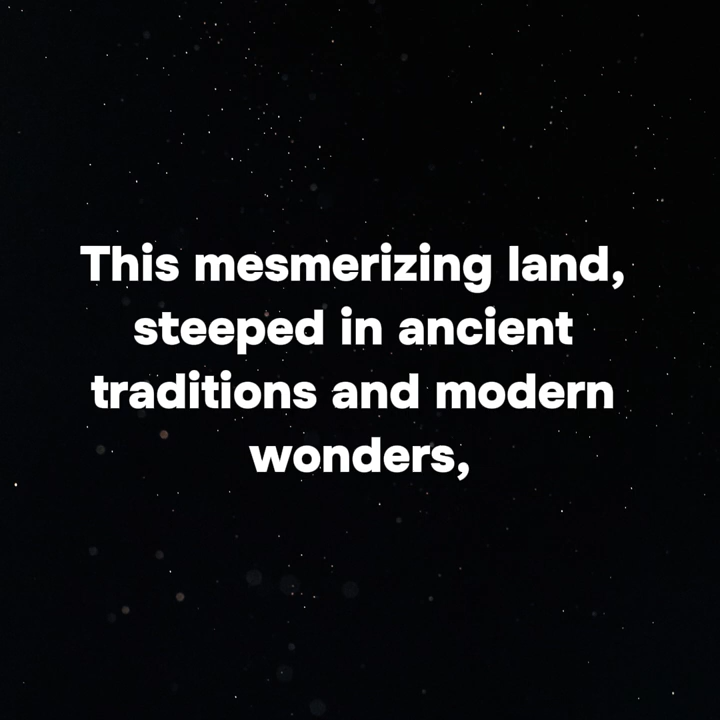 This mesmerizing land,
steeped in ancient
traditions and modern
wonders,